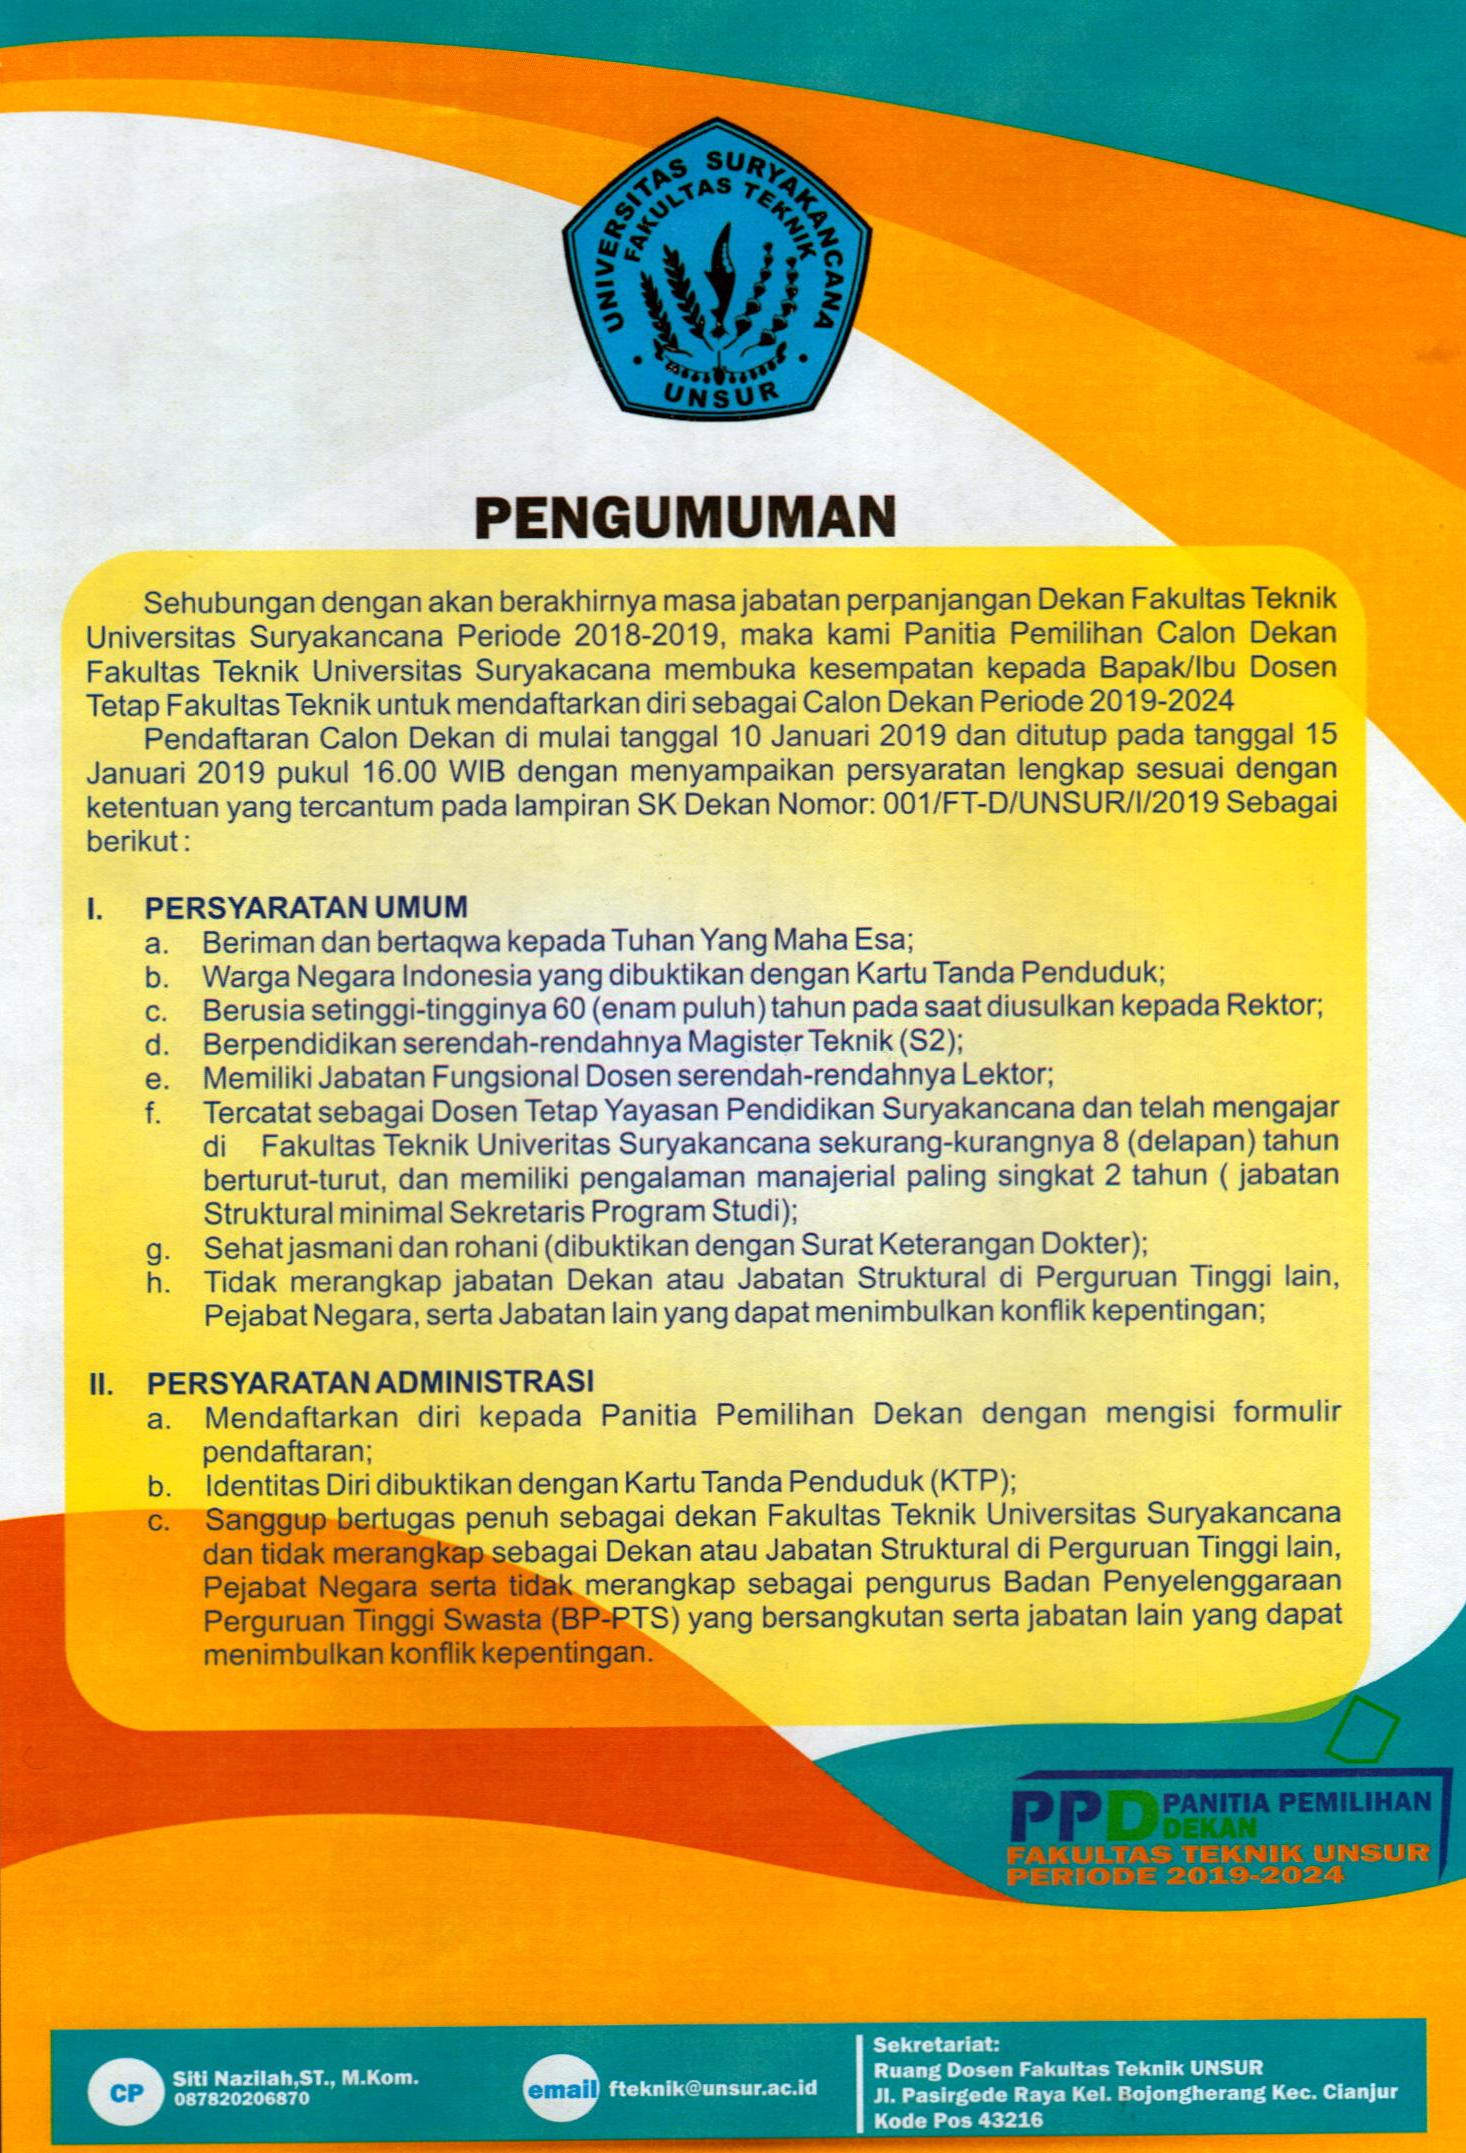 UNIVERSITAS SURYAKANCANA
FAKULTAS TEKNIK
UNSUR
PENGUMUMAN
Sehubungan dengan akan berakhirnya masa jabatan perpanjangan Dekan Fakultas Teknik
Universitas Suryakancana Periode 2018-2019, maka kami Panitia Pemilihan Calon Dekan
Fakultas Teknik Universitas Suryakacana membuka kesempatan kepada Bapak/Ibu Dosen
Tetap Fakultas Teknik untuk mendaftarkan diri sebagai Calon Dekan Periode 2019-2024
Pendaftaran Calon Dekan di mulai tanggal 10 Januari 2019 dan ditutup pada tanggal 15
Januari 2019 pukul 16.00 WIB dengan menyampaikan persyaratan lengkap sesuai dengan
ketentuan yang tercantum pada lampiran SK Dekan Nomor: 001/FT-D/UNSUR/I/2019 Sebagai
berikut :
I. PERSYARATAN UMUM
a. Beriman dan bertaqwa kepada Tuhan Yang Maha Esa;
b. Warga Negara Indonesia yang dibuktikan dengan Kartu Tanda Penduduk;
c. Berusia setinggi-tingginya 60 (enam puluh) tahun pada saat diusulkan kepada Rektor;
d. Berpendidikan serendah-rendahnya Magister Teknik (S2);
e. Memiliki Jabatan Fungsional Dosen serendah-rendahnya Lektor;
f. Tercatat sebagai Dosen Tetap Yayasan Pendidikan Suryakancana dan telah mengajar
di Fakultas Teknik Univeritas Suryakancana sekurang-kurangnya 8 (delapan) tahun
berturut-turut, dan memiliki pengalaman manajerial paling singkat 2 tahun ( jabatan
Struktural minimal Sekretaris Program Studi);
g. Sehat jasmani dan rohani (dibuktikan dengan Surat Keterangan Dokter);
h. Tidak merangkap jabatan Dekan atau Jabatan Struktural di Perguruan Tinggi lain,
Pejabat Negara, serta Jabatan lain yang dapat menimbulkan konflik kepentingan;
II. PERSYARATAN ADMINISTRASI
a. Mendaftarkan diri kepada Panitia Pemilihan Dekan dengan mengisi formulir
pendaftaran;
b. Identitas Diri dibuktikan dengan Kartu Tanda Penduduk (KTP);
c. Sanggup bertugas penuh sebagai dekan Fakultas Teknik Universitas Suryakancana
dan tidak merangkap sebagai Dekan atau Jabatan Struktural di Perguruan Tinggi lain,
Pejabat Negara serta tidak merangkap sebagai pengurus Badan Penyelenggaraan
Perguruan Tinggi Swasta (BP-PTS) yang bersangkutan serta jabatan lain yang dapat
menimbulkan konflik kepentingan.
PPD PANITIA PEMILIHAN
DEKAN
FAKULTAS TEKNIK UNSUR
PERIODE 2019-2024
CP
Siti Nazilah,ST., M.Kom.
087820206870
email fteknik@unsur.ac.id
Sekretariat:
Ruang Dosen Fakultas Teknik UNSUR
Jl. Pasirgede Raya Kel. Bojongherang Kec. Cianjur
Kode Pos 43216